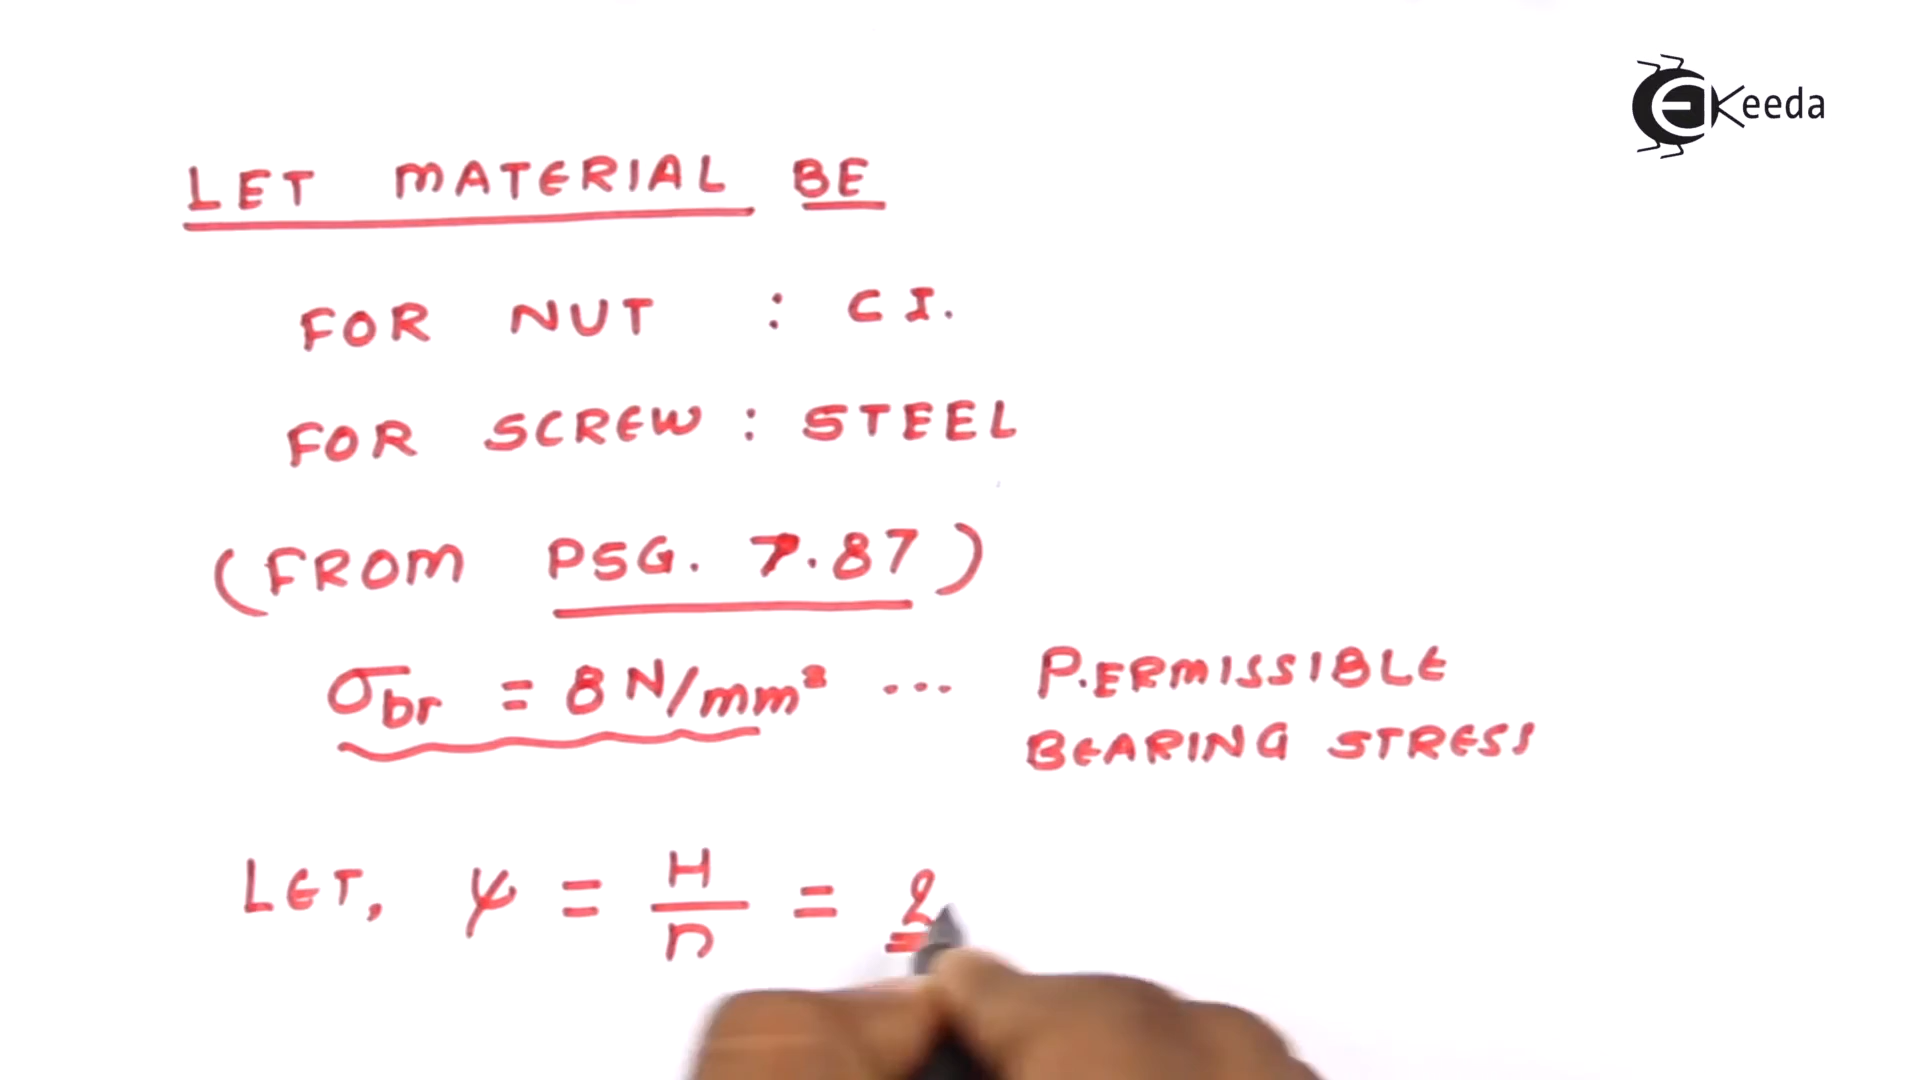 EKeeda
LET MATERIAL BE
FOR NUT : C I.
FOR SCREW : STEEL
(FROM PSG. 7.87)
σbr = 8 N/mm² ... PERMISSIBLE
BEARING STRESS
LET, ψ = H/n = 2